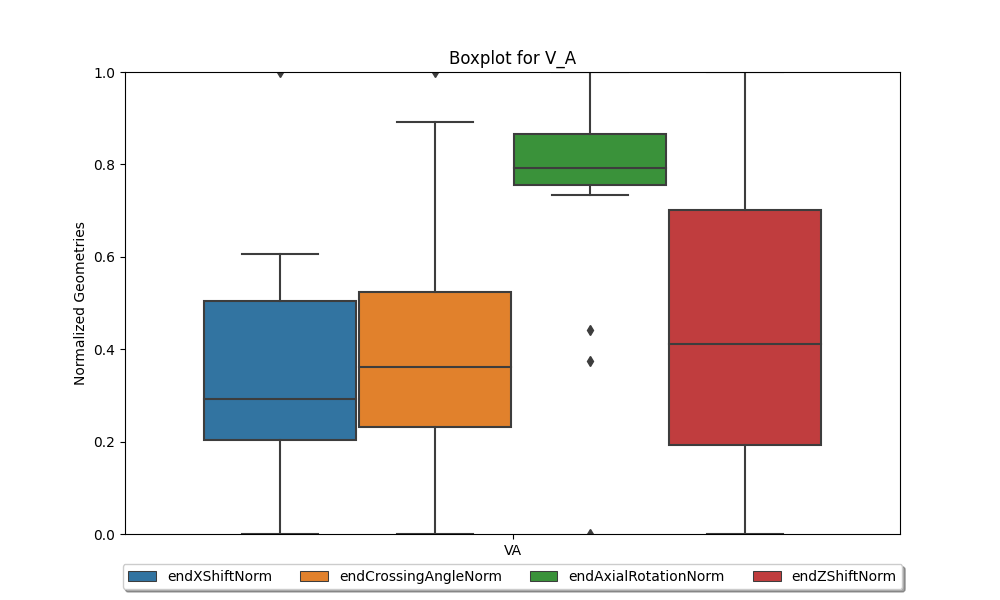 Boxplot for V_A
Normalized Geometries
1.0
0.8
0.6
0.4
0.2
0.0
VA
endXShiftNorm endCrossingAngleNorm endAxialRotationNorm endZShiftNorm